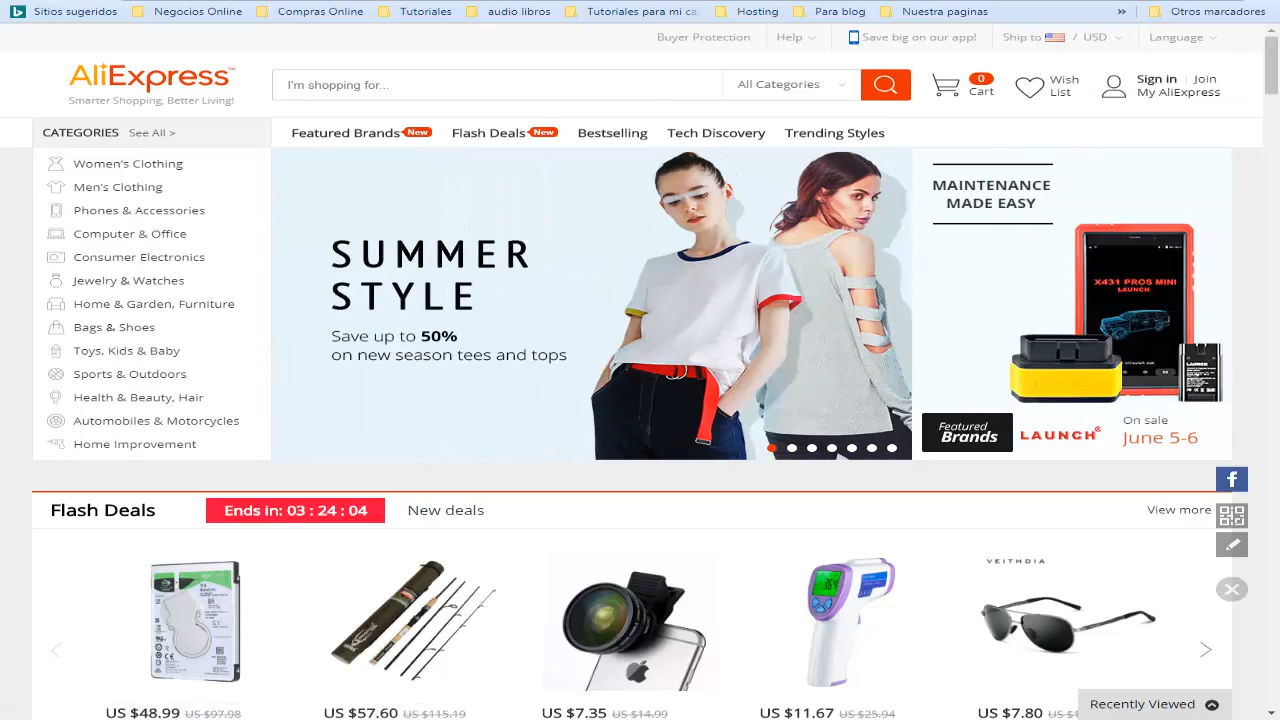 Sitios sugeridos Negocios Online Compras Online Tutoriales audio libros Tutoriales para mi ca Hosting Para blog Nuestra paginas » Otros marcadores
Buyer Protection Help Save big on our app! Ship to / USD Language
AliExpress™
Smarter Shopping, Better Living!
I'm shopping for... All Categories
0
Cart
Wish
List
Sign in Join
My AliExpress
CATEGORIES See All >
Featured Brands New Flash Deals New Bestselling Tech Discovery Trending Styles
Women's Clothing
Men's Clothing
Phones & Accessories
Computer & Office
Consumer Electronics
Jewelry & Watches
Home & Garden, Furniture
Bags & Shoes
Toys, Kids & Baby
Sports & Outdoors
Health & Beauty, Hair
Automobiles & Motorcycles
Home Improvement
SUMMER
STYLE
Save up to 50%
on new season tees and tops
MAINTENANCE
MADE EASY
X431 PROS MINI
LAUNCH
LAUNCH
Featured
Brands
LAUNCH®
On sale
June 5-6
Flash Deals Ends in: 03 : 24 : 04 New deals View more
VEITHDIA
US $48.99 US $97.98
US $57.60 US $115.19
US $7.35 US $14.99
US $11.67 US $25.94
US $7.80
Recently Viewed